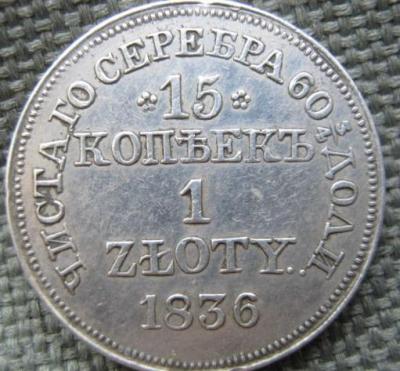 ЧИСТАГО СЕРЕБРА 60 3/4 ДОЛИ
15
КОПѢЕКЪ
1
ZŁOTY.
1836